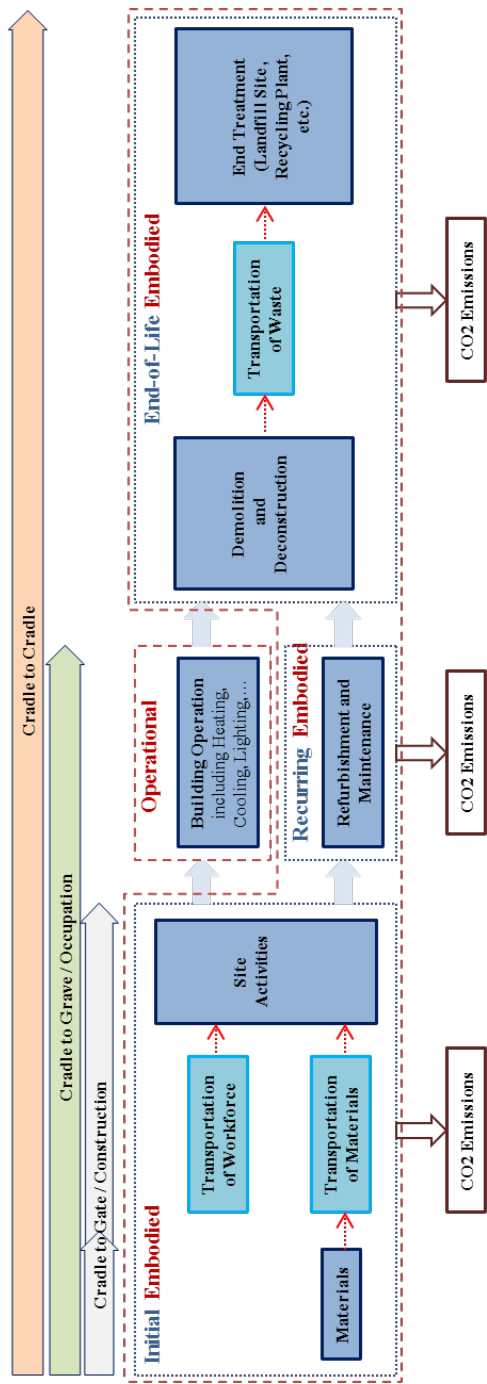 Cradle to Cradle
Cradle to Grave / Occupation
Cradle to Gate / Construction
Initial Embodied
Materials
Transportation
of Workforce
Transportation
of Materials
Site
Activities
Operational
Building Operation
including Heating,
Cooling, Lighting,…
Recurring Embodied
Refurbishment and
Maintenance
End-of-Life Embodied
Demolition
and
Deconstruction
Transportation
of Waste
End Treatment
(Landfill Site,
Recycling Plant,
etc.)
CO2 Emissions
CO2 Emissions
CO2 Emissions